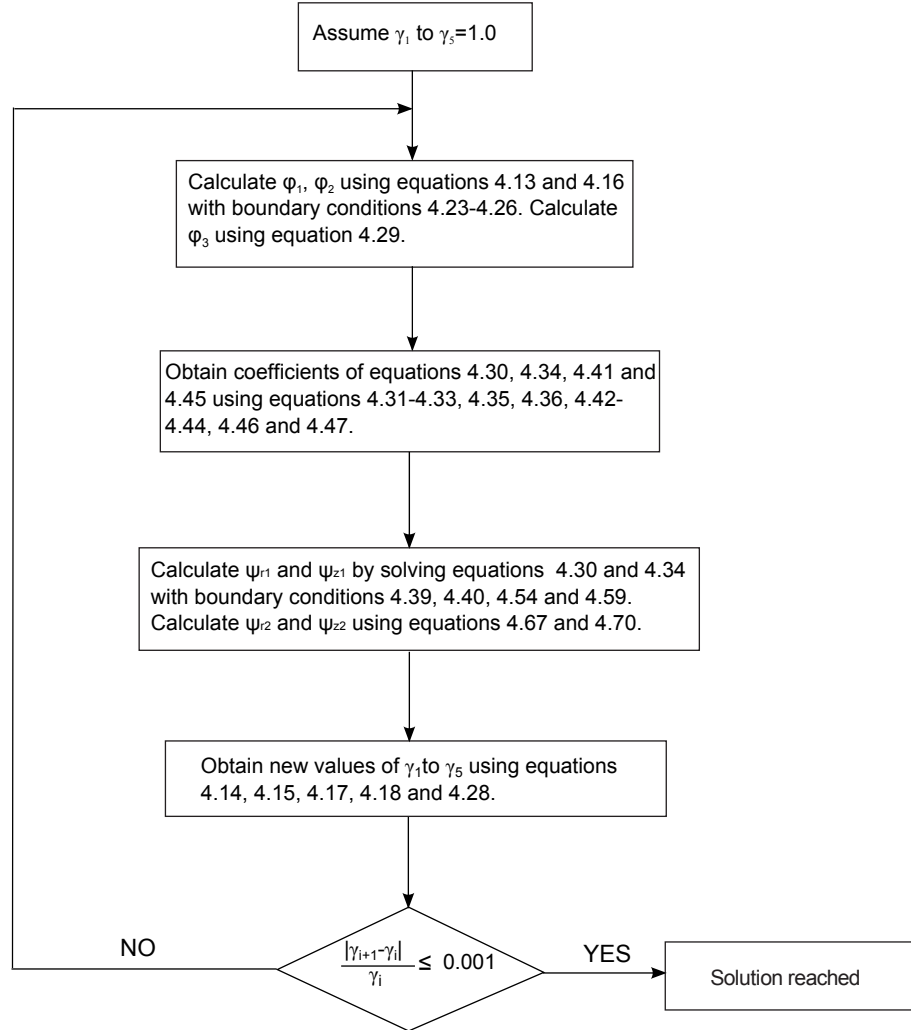 Assume γ₁ to γ₅=1.0
Calculate φ₁, φ₂ using equations 4.13 and 4.16
with boundary conditions 4.23-4.26. Calculate
φ₃ using equation 4.29.
Obtain coefficients of equations 4.30, 4.34, 4.41 and
4.45 using equations 4.31-4.33, 4.35, 4.36, 4.42-
4.44, 4.46 and 4.47.
Calculate ψr1 and ψz1 by solving equations 4.30 and 4.34
with boundary conditions 4.39, 4.40, 4.54 and 4.59.
Calculate ψr2 and ψz2 using equations 4.67 and 4.70.
Obtain new values of γ₁to γ₅ using equations
4.14, 4.15, 4.17, 4.18 and 4.28.
NO
|γi+1-γi|
γi
≤ 0.001
YES
Solution reached